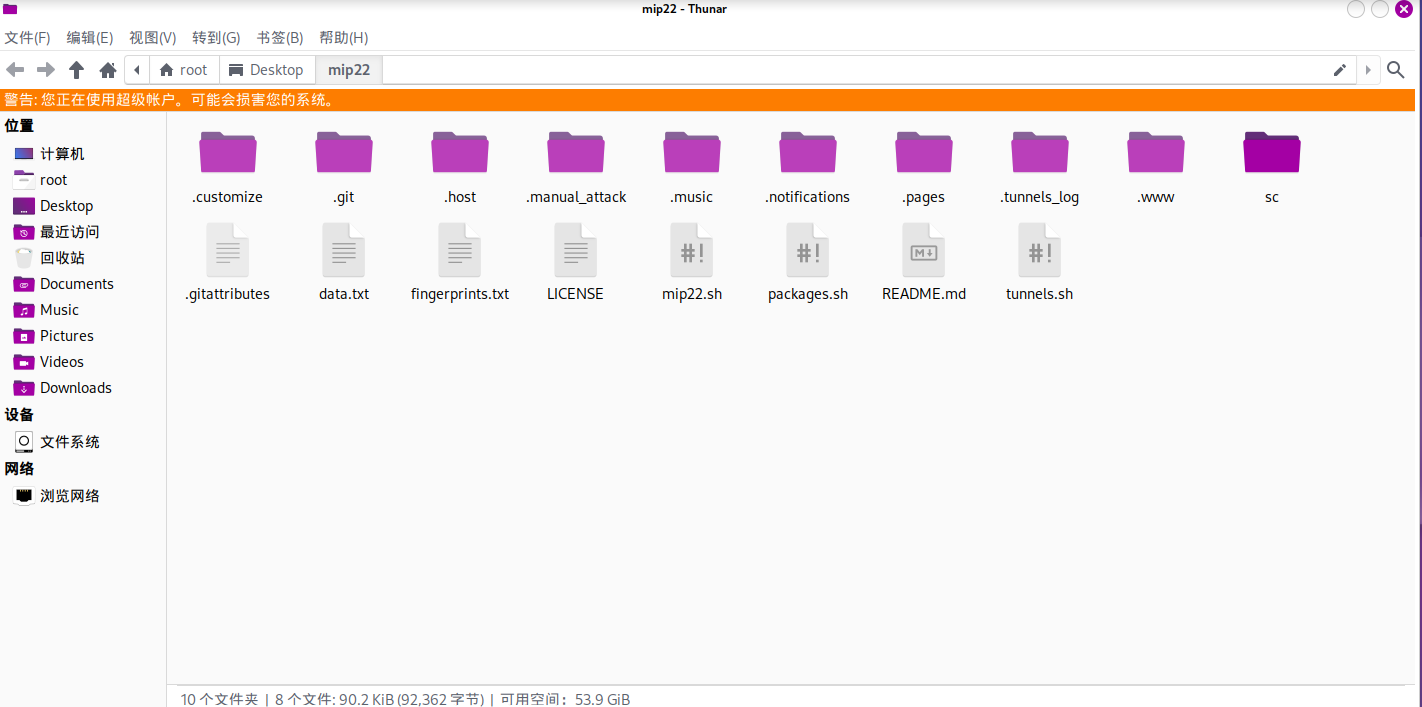 mip22 - Thunar
文件(F) 编辑(E) 视图(V) 转到(G) 书签(B) 帮助(H)
root Desktop mip22
警告: 您正在使用超级帐户。可能会损害您的系统。
位置
计算机
root
Desktop
最近访问
回收站
Documents
Music
Pictures
Videos
Downloads
设备
文件系统
网络
浏览网络
.customize .git .host .manual_attack .music .notifications .pages .tunnels_log .www sc
.gitattributes data.txt fingerprints.txt LICENSE mip22.sh packages.sh README.md tunnels.sh
10 个文件夹 | 8 个文件: 90.2 KiB (92,362 字节) | 可用空间: 53.9 GiB